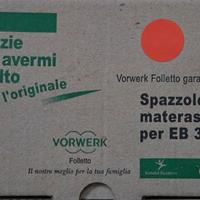 zie
avermi
lto
l'originale
VORWERK
Folletto
Il nostro meglio per la tua famiglia
Vorwerk Folletto gara
Spazzole
materas
per EB 3